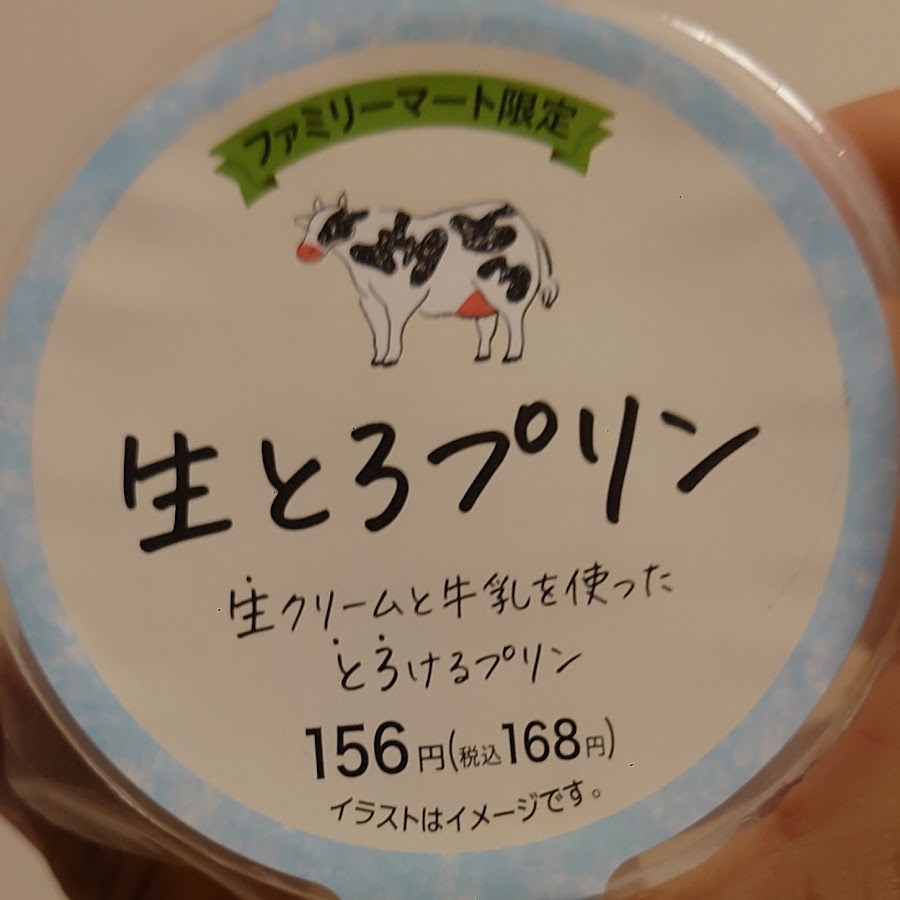 ファミリーマート限定
生とろプリン
生クリームと牛乳を使った
とろけるプリン
156円(税込168円)
イラストはイメージです。